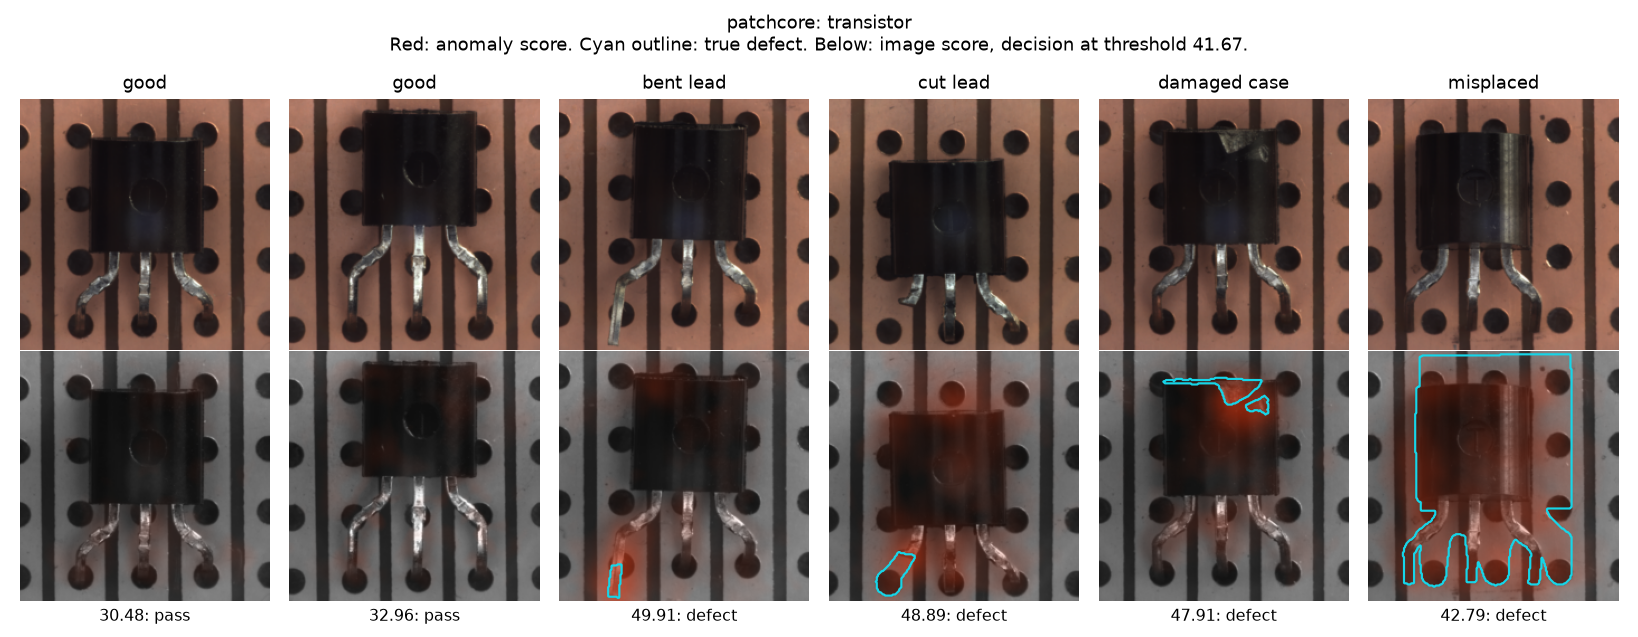 patchcore: transistor
Red: anomaly score. Cyan outline: true defect. Below: image score, decision at threshold 41.67.
good good bent lead cut lead damaged case misplaced
30.48: pass 32.96: pass 49.91: defect 48.89: defect 47.91: defect 42.79: defect